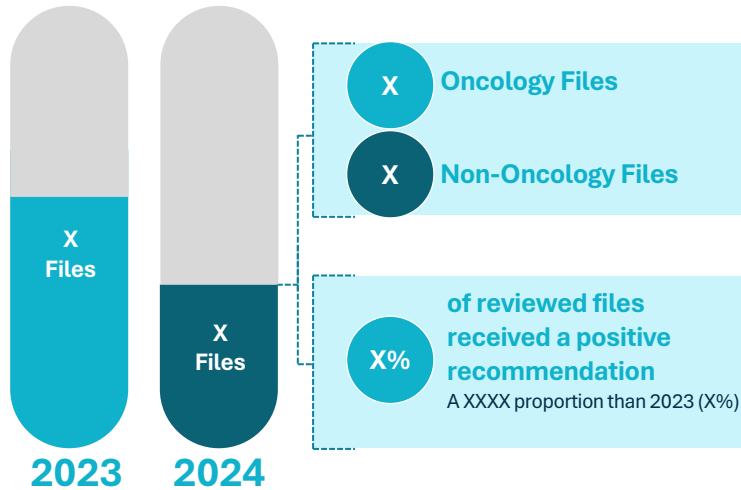 X
Files
2023
X
Files
2024
X
Oncology Files
X
Non-Oncology Files
X%
of reviewed files
received a positive
recommendation
A XXXX proportion than 2023 (X%)